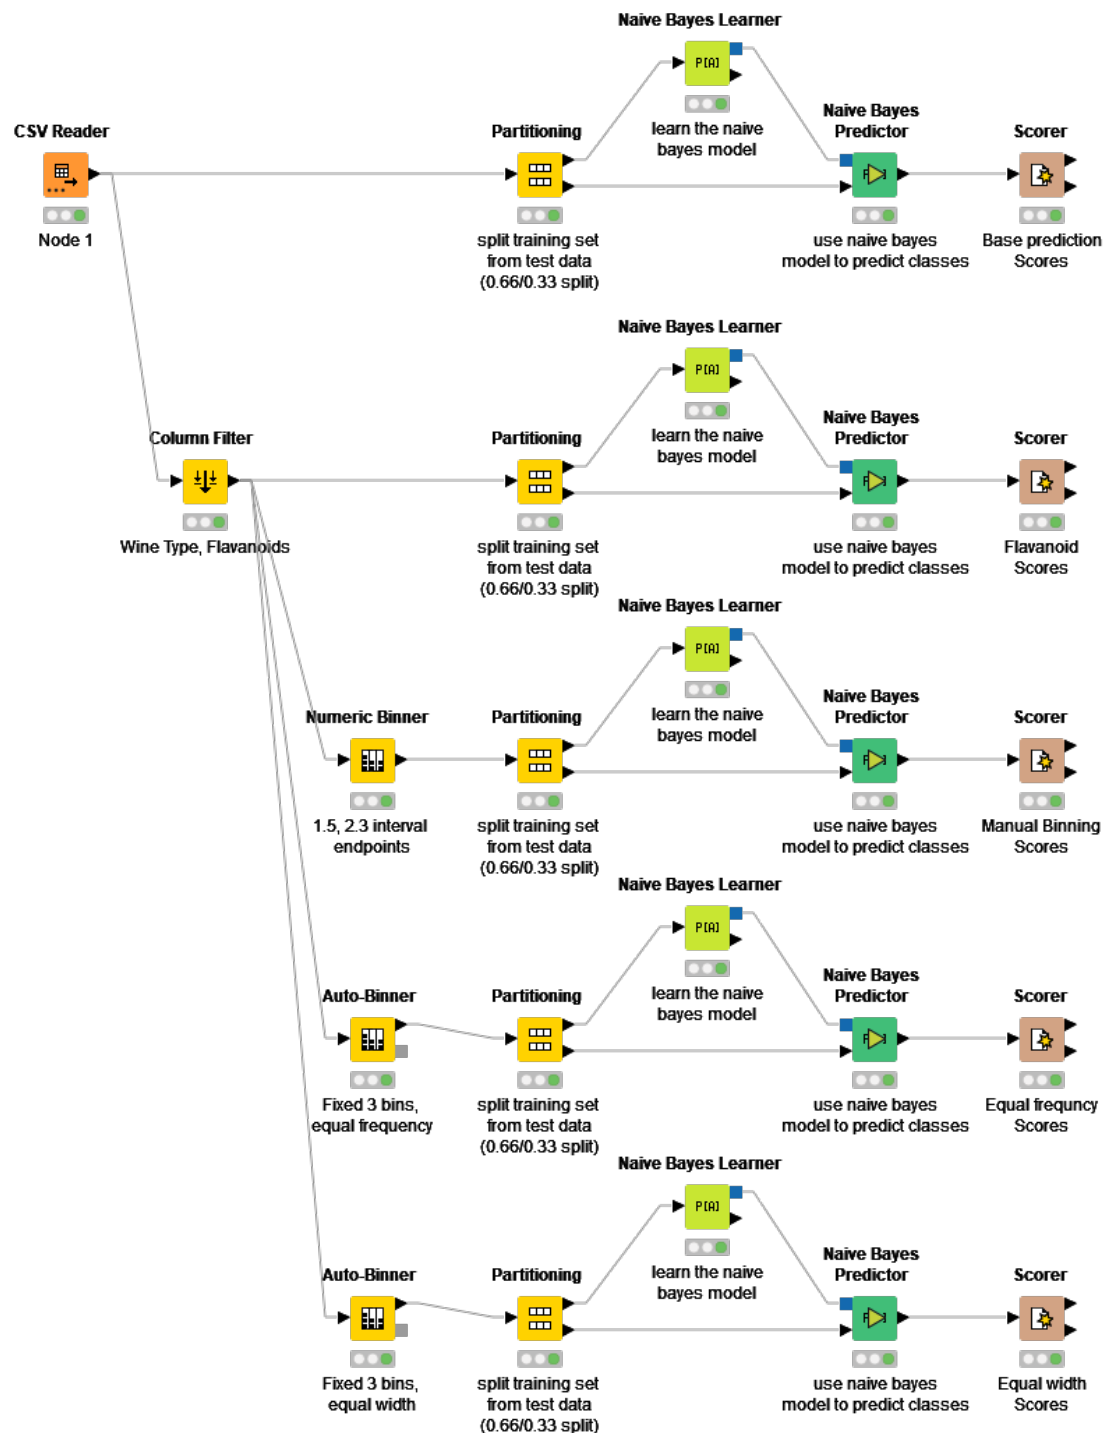 Naive Bayes Learner
P[A]
learn the naive
bayes model
CSV Reader
Node 1
Partitioning
split training set
from test data
(0.66/0.33 split)
Naive Bayes
Predictor
use naive bayes
model to predict classes
Scorer
Base prediction
Scores
Column Filter
Wine Type, Flavanoids
Naive Bayes Learner
P[A]
learn the naive
bayes model
Partitioning
split training set
from test data
(0.66/0.33 split)
Naive Bayes
Predictor
use naive bayes
model to predict classes
Scorer
Flavanoid
Scores
Naive Bayes Learner
P[A]
learn the naive
bayes model
Numeric Binner
1.5, 2.3 interval
endpoints
Partitioning
split training set
from test data
(0.66/0.33 split)
Naive Bayes
Predictor
use naive bayes
model to predict classes
Scorer
Manual Binning
Scores
Naive Bayes Learner
P[A]
learn the naive
bayes model
Auto-Binner
Fixed 3 bins,
equal frequency
Partitioning
split training set
from test data
(0.66/0.33 split)
Naive Bayes
Predictor
use naive bayes
model to predict classes
Scorer
Equal frequncy
Scores
Naive Bayes Learner
P[A]
learn the naive
bayes model
Auto-Binner
Fixed 3 bins,
equal width
Partitioning
split training set
from test data
(0.66/0.33 split)
Naive Bayes
Predictor
use naive bayes
model to predict classes
Scorer
Equal width
Scores